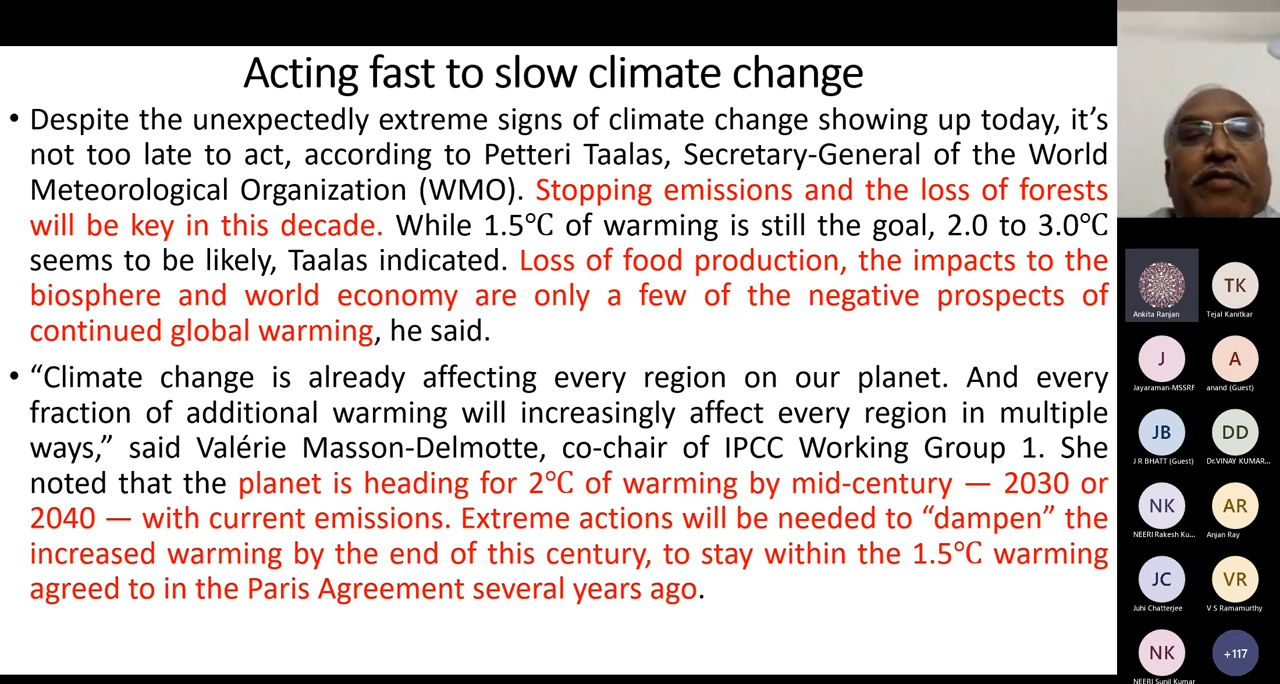 Acting fast to slow climate change
• Despite the unexpectedly extreme signs of climate change showing up today, it’s
not too late to act, according to Petteri Taalas, Secretary-General of the World
Meteorological Organization (WMO). Stopping emissions and the loss of forests
will be key in this decade. While 1.5℃ of warming is still the goal, 2.0 to 3.0℃
seems to be likely, Taalas indicated. Loss of food production, the impacts to the
biosphere and world economy are only a few of the negative prospects of
continued global warming, he said.
• “Climate change is already affecting every region on our planet. And every
fraction of additional warming will increasingly affect every region in multiple
ways,” said Valérie Masson-Delmotte, co-chair of IPCC Working Group 1. She
noted that the planet is heading for 2℃ of warming by mid-century — 2030 or
2040 — with current emissions. Extreme actions will be needed to “dampen” the
increased warming by the end of this century, to stay within the 1.5℃ warming
agreed to in the Paris Agreement several years ago.
TK
Ankita Ranjan
Tejal Kanitkar
J
A
Jayaraman-MSSRF
anand (Guest)
JB
DD
J R BHATT (Guest)
Dr.VINAY KUMAR...
NK
AR
NEERI Rakesh Ku...
Anjan Ray
JC
VR
Juhi Chatterjee
V S Ramamurthy
NK
+117
NEERI Sunil Kumar